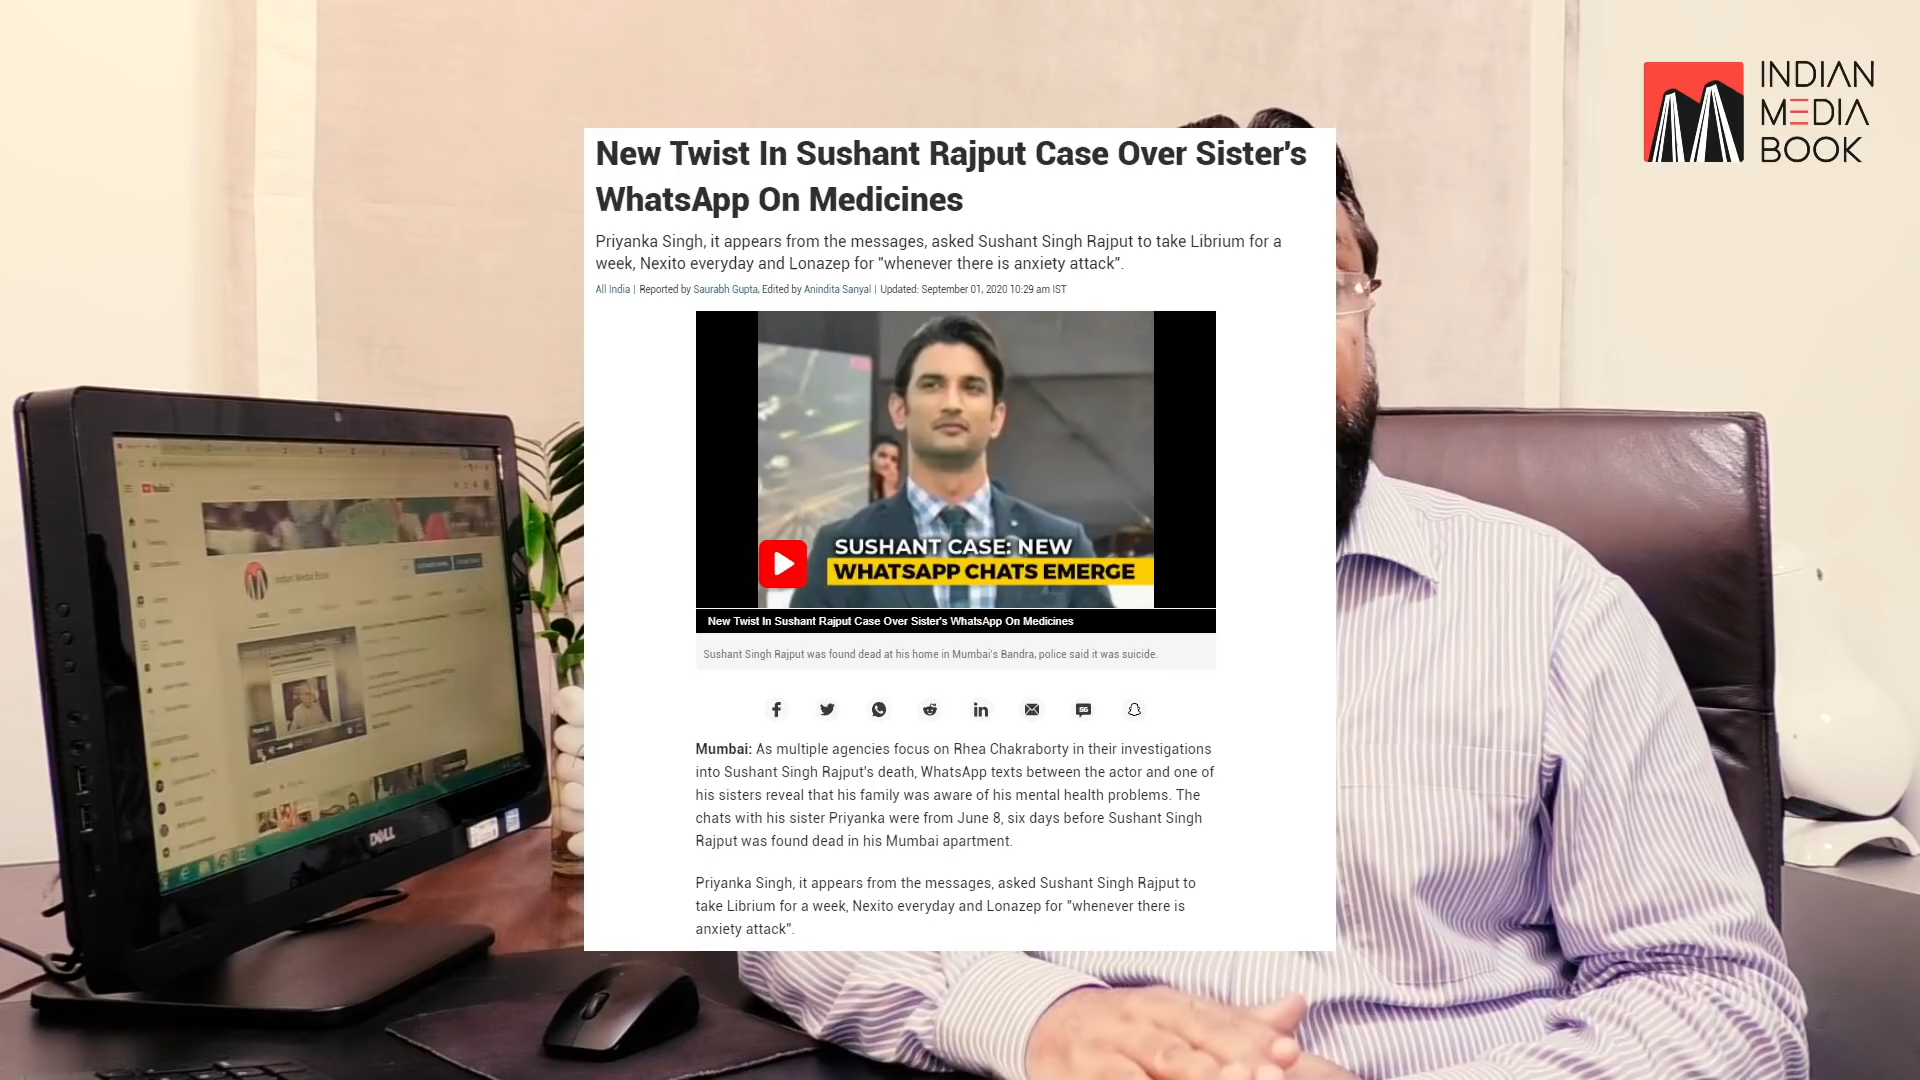 INDIAN
MEDIA
BOOK
New Twist In Sushant Rajput Case Over Sister's
WhatsApp On Medicines
Priyanka Singh, it appears from the messages, asked Sushant Singh Rajput to take Librium for a
week, Nexito everyday and Lonazep for "whenever there is anxiety attack".
All India | Reported by Saurabh Gupta, Edited by Anindita Sanyal | Updated: September 01, 2020 10:29 am IST
SUSHANT CASE: NEW
WHATSAPP CHATS EMERGE
New Twist In Sushant Rajput Case Over Sister's WhatsApp On Medicines
Sushant Singh Rajput was found dead at his home in Mumbai's Bandra, police said it was suicide.
Mumbai: As multiple agencies focus on Rhea Chakraborty in their investigations
into Sushant Singh Rajput's death, WhatsApp texts between the actor and one of
his sisters reveal that his family was aware of his mental health problems. The
chats with his sister Priyanka were from June 8, six days before Sushant Singh
Rajput was found dead in his Mumbai apartment.
Priyanka Singh, it appears from the messages, asked Sushant Singh Rajput to
take Librium for a week, Nexito everyday and Lonazep for "whenever there is
anxiety attack".
Indian Media Book
DELL